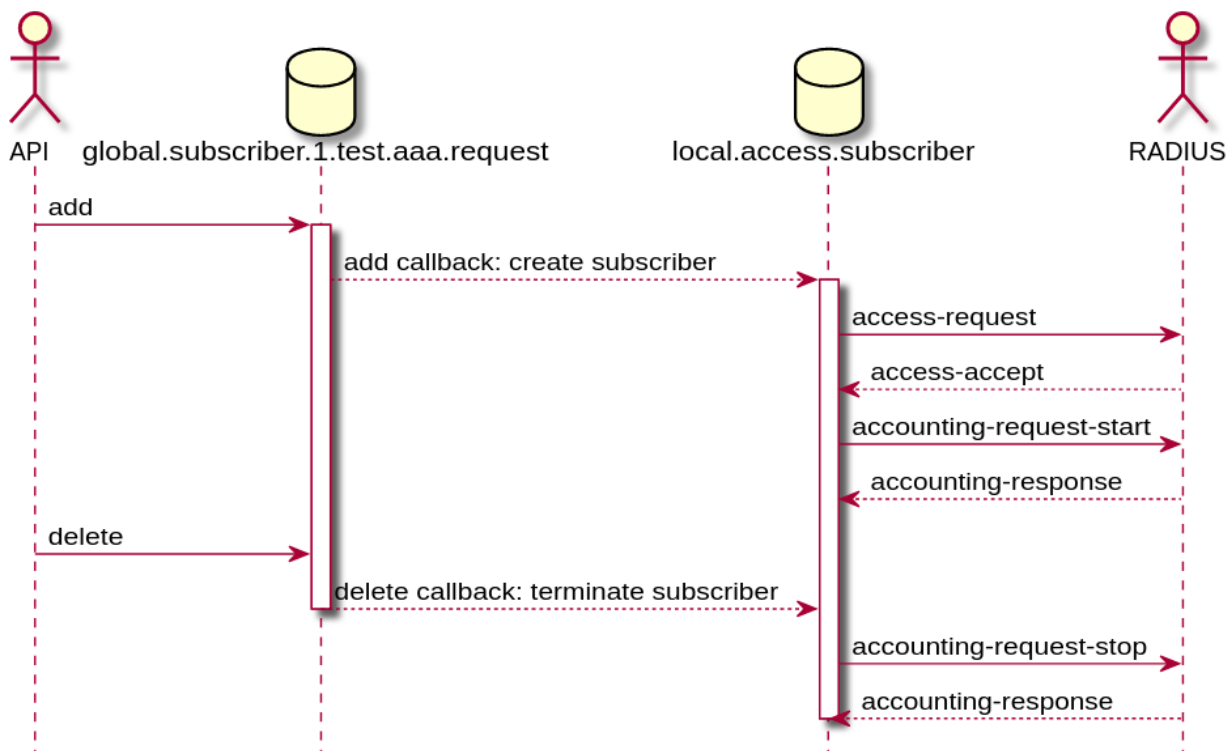 API
global.subscriber.1.test.aaa.request
local.access.subscriber
RADIUS
add
add callback: create subscriber
access-request
access-accept
accounting-request-start
accounting-response
delete
delete callback: terminate subscriber
accounting-request-stop
accounting-response